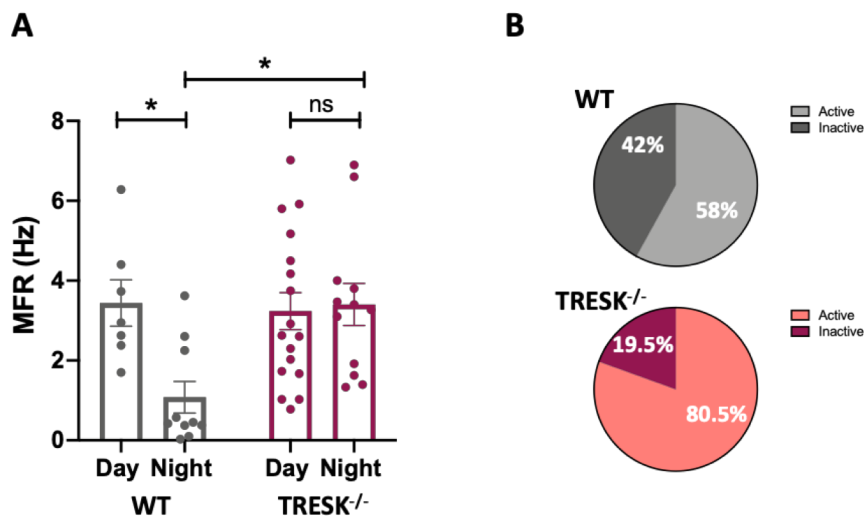 A
*
*
ns
8
6
4
2
0
MFR (Hz)
Day Night Day Night
WT TRESK-/-
B
WT
42%
58%
Active
Inactive
TRESK-/-
19.5%
80.5%
Active
Inactive